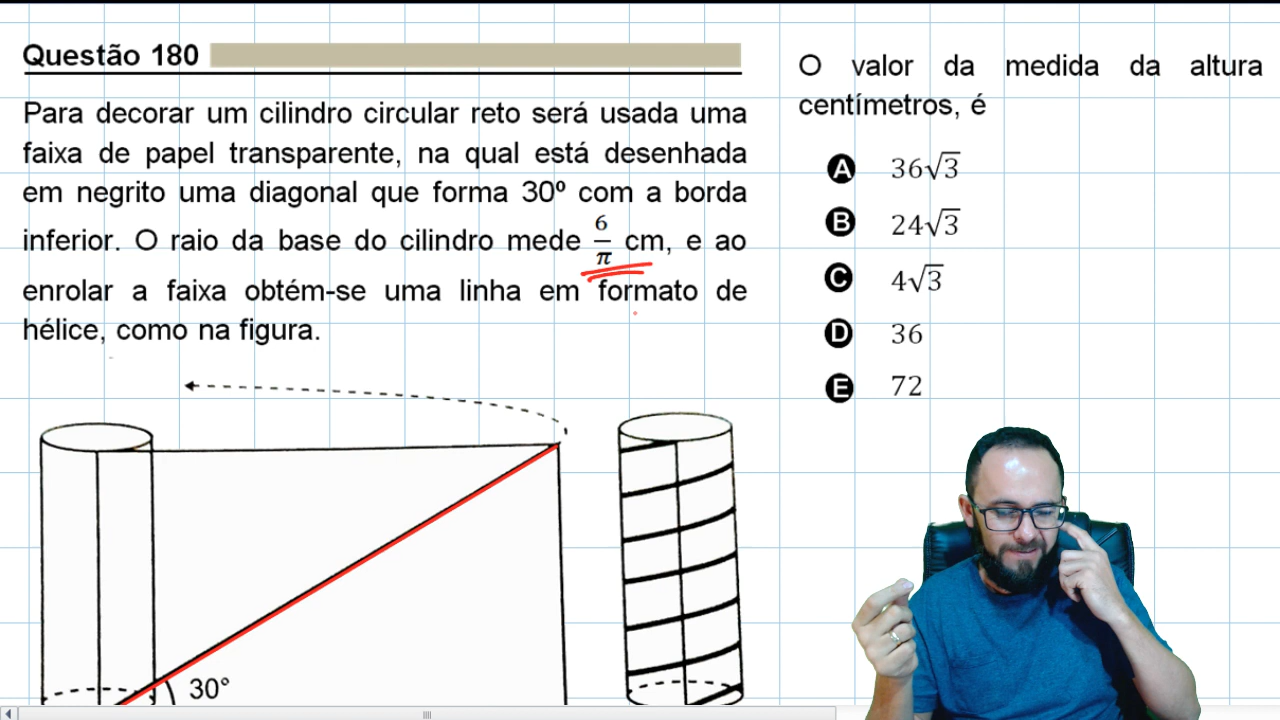 Questão 180
Para decorar um cilindro circular reto será usada uma
faixa de papel transparente, na qual está desenhada
em negrito uma diagonal que forma 30º com a borda
inferior. O raio da base do cilindro mede 6/π cm, e ao
enrolar a faixa obtém-se uma linha em formato de
hélice, como na figura.
30°
O valor da medida da altura
centímetros, é
A 36√3
B 24√3
C 4√3
D 36
E 72